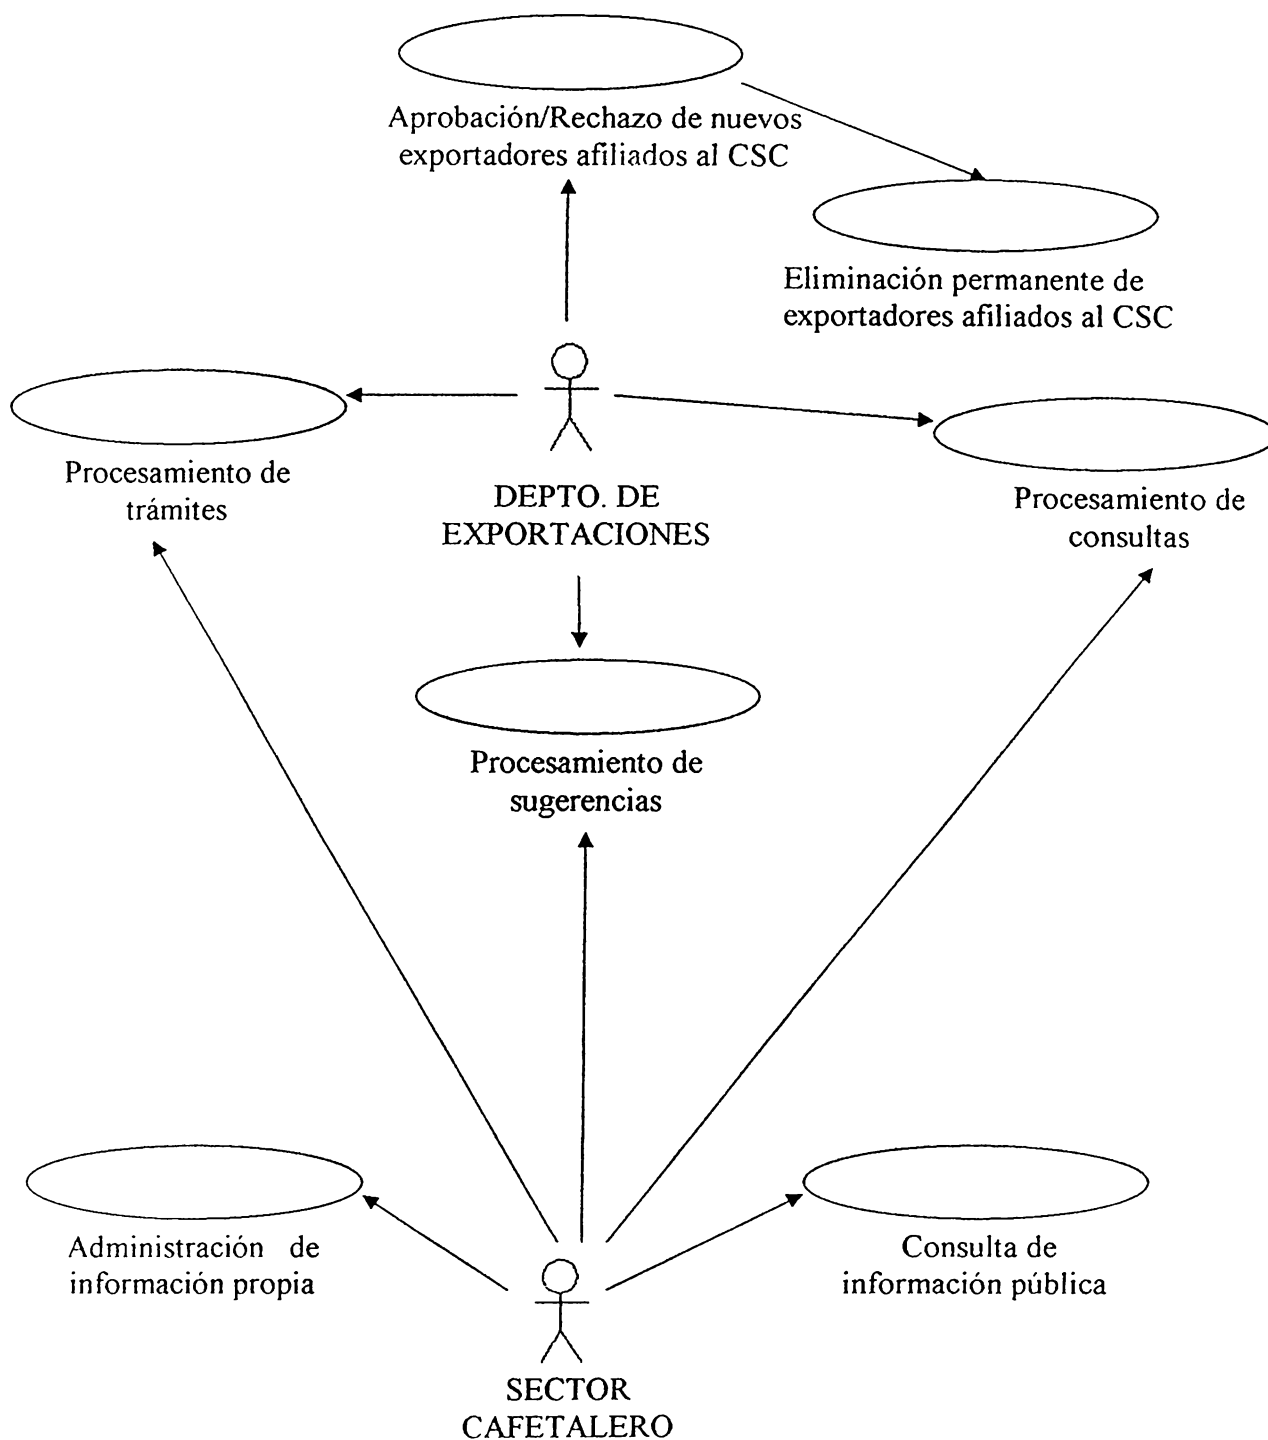 Aprobación/Rechazo de nuevos
exportadores afiliados al CSC
Eliminación permanente de
exportadores afiliados al CSC
Procesamiento de
trámites
DEPTO. DE
EXPORTACIONES
Procesamiento de
consultas
Procesamiento de
sugerencias
Administración de
información propia
Consulta de
información pública
SECTOR
CAFETALERO